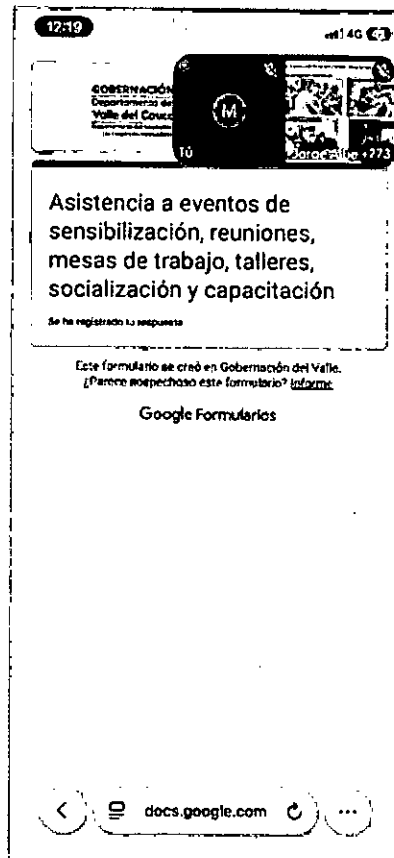 12:19
4G
GOBERNACIÓN
Departamento del
Valle del Cauca
M
Tú
Jorge +273
Asistencia a eventos de
sensibilización, reuniones,
mesas de trabajo, talleres,
socialización y capacitación
Se ha registrado tu respuesta
Este formulario se creó en Gobernación del Valle.
¿Parece sospechoso este formulario? Informe
Google Formularios
docs.google.com